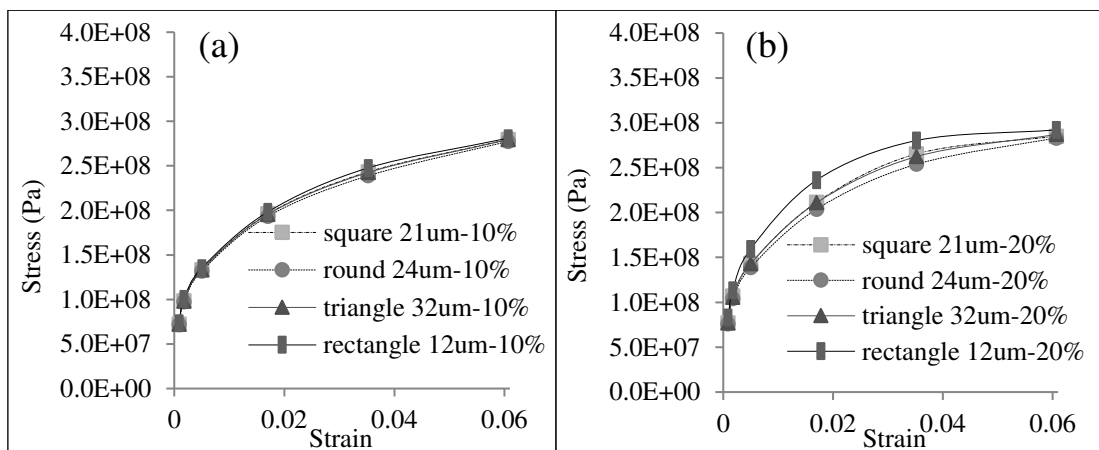 (a)
4.0E+08
3.5E+08
3.0E+08
2.5E+08
2.0E+08
1.5E+08
1.0E+08
5.0E+07
0.0E+00
Stress (Pa)
square 21um-10%
round 24um-10%
triangle 32um-10%
rectangle 12um-10%
0 0.02 0.04 0.06
Strain
(b)
4.0E+08
3.5E+08
3.0E+08
2.5E+08
2.0E+08
1.5E+08
1.0E+08
5.0E+07
0.0E+00
Stress (Pa)
square 21um-20%
round 24um-20%
triangle 32um-20%
rectangle 12um-20%
0 0.02 0.04 0.06
Strain